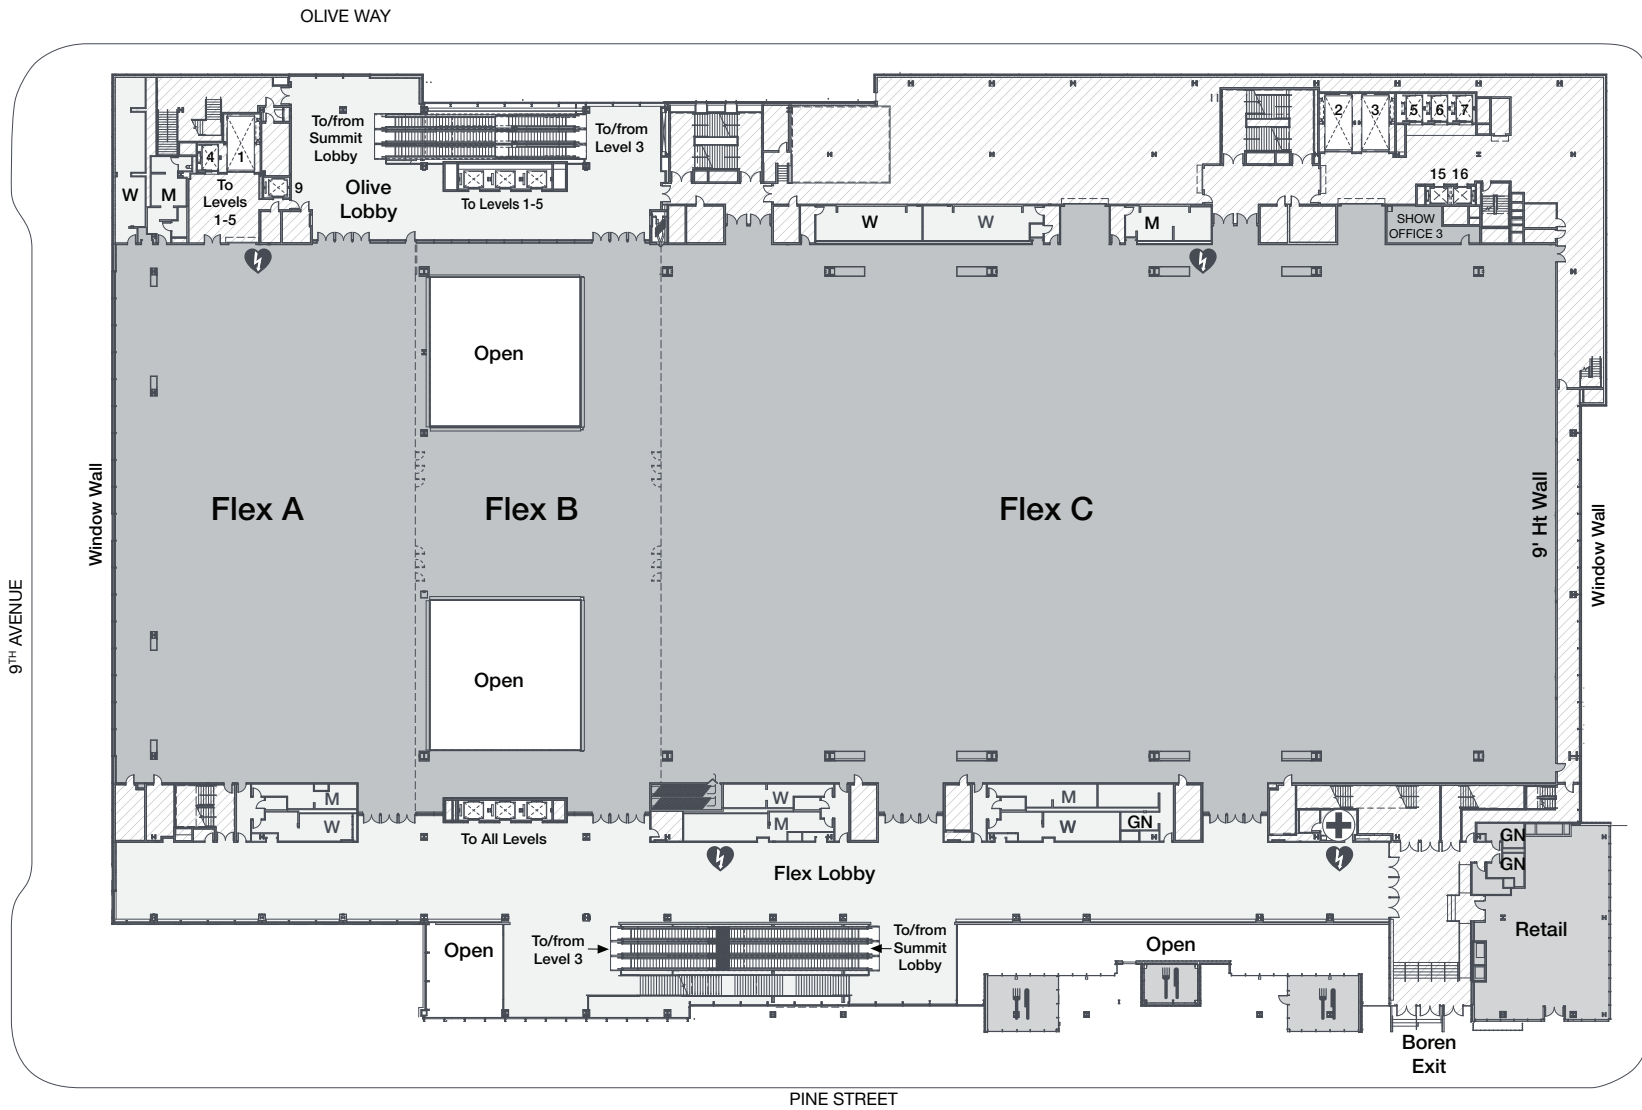 OLIVE WAY
To/from
Summit
Lobby
To/from
Level 3
2
3
5
6
7
4
1
9
15 16
W
M
To
Levels
1-5
Olive
Lobby
To Levels 1-5
W
W
M
SHOW
OFFICE 3
Open
Window Wall
Flex A
Flex B
Flex C
9' Ht Wall
Window Wall
9TH AVENUE
Open
M
W
To All Levels
W
M
M
W
GN
GN
GN
Flex Lobby
Open
To/from
Level 3
To/from
Summit
Lobby
Open
Retail
Boren
Exit
PINE STREET